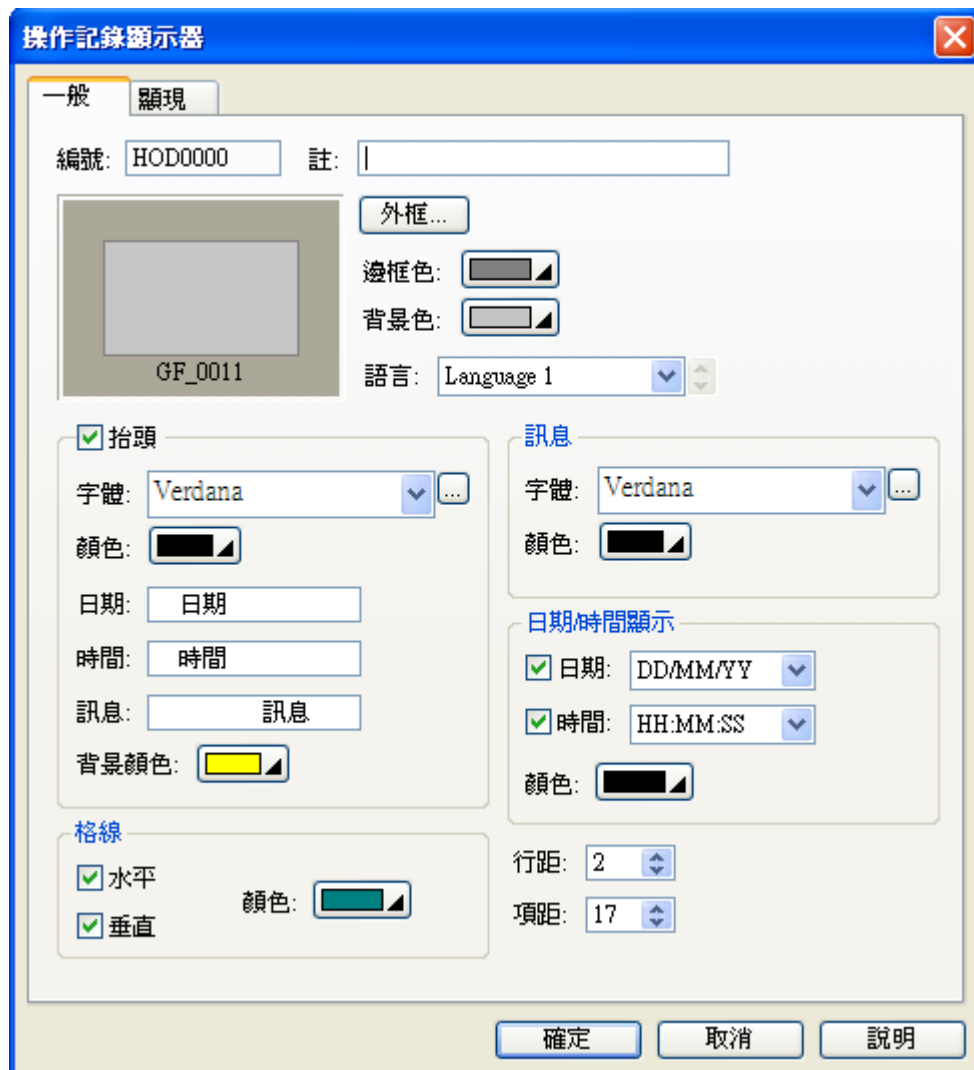 操作記錄顯示器
一般 顯現
編號: HOD0000 註:
外框...
邊框色:
背景色:
GF_0011
語言: Language 1
抬頭
字體: Verdana ...
顏色:
日期: 日期
時間: 時間
訊息: 訊息
背景顏色:
訊息
字體: Verdana ...
顏色:
日期/時間顯示
日期: DD/MM/YY
時間: HH:MM:SS
顏色:
格線
水平
垂直
顏色:
行距: 2
項距: 17
確定 取消 說明